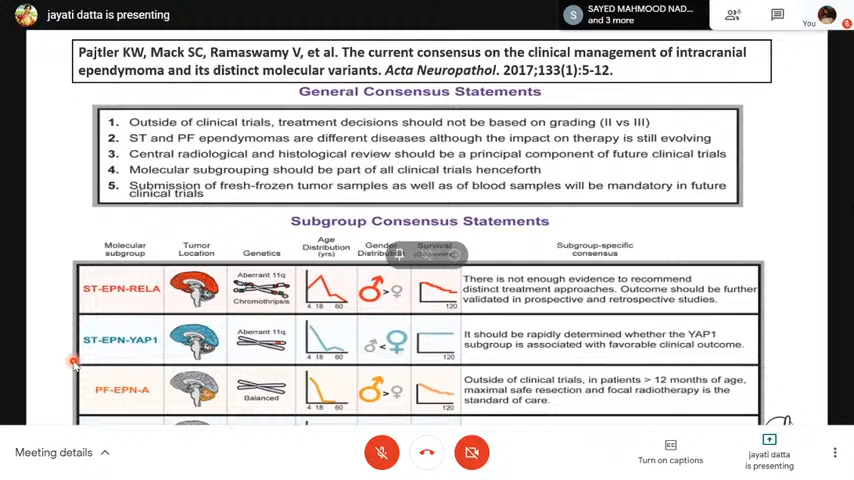 jayati datta is presenting
SAYED MAHMOOD NAD...
and 3 more
S
You
Pajtler KW, Mack SC, Ramaswamy V, et al. The current consensus on the clinical management of intracranial
ependymoma and its distinct molecular variants. Acta Neuropathol. 2017;133(1):5-12.
General Consensus Statements
1. Outside of clinical trials, treatment decisions should not be based on grading (II vs III)
2. ST and PF ependymomas are different diseases although the impact on therapy is still evolving
3. Central radiological and histological review should be a principal component of future clinical trials
4. Molecular subgrouping should be part of all clinical trials henceforth
5. Submission of fresh-frozen tumor samples as well as of blood samples will be mandatory in future
clinical trials
Subgroup Consensus Statements
Molecular subgroup
Tumor Location
Genetics
Age Distribution (yrs)
Gender Distribution
Survival
Subgroup-specific consensus
ST-EPN-RELA
Aberrant 11q
Chromothripsis
4 18 60
>
120
There is not enough evidence to recommend
distinct treatment approaches. Outcome should be further
validated in prospective and retrospective studies.
ST-EPN-YAP1
Aberrant 11q
4 18 60
<
120
It should be rapidly determined whether the YAP1
subgroup is associated with favorable clinical outcome.
PF-EPN-A
Balanced
4 18 60
>
120
Outside of clinical trials, in patients > 12 months of age,
maximal safe resection and focal radiotherapy is the
standard of care.
Meeting details
Turn on captions
jayati datta
is presenting